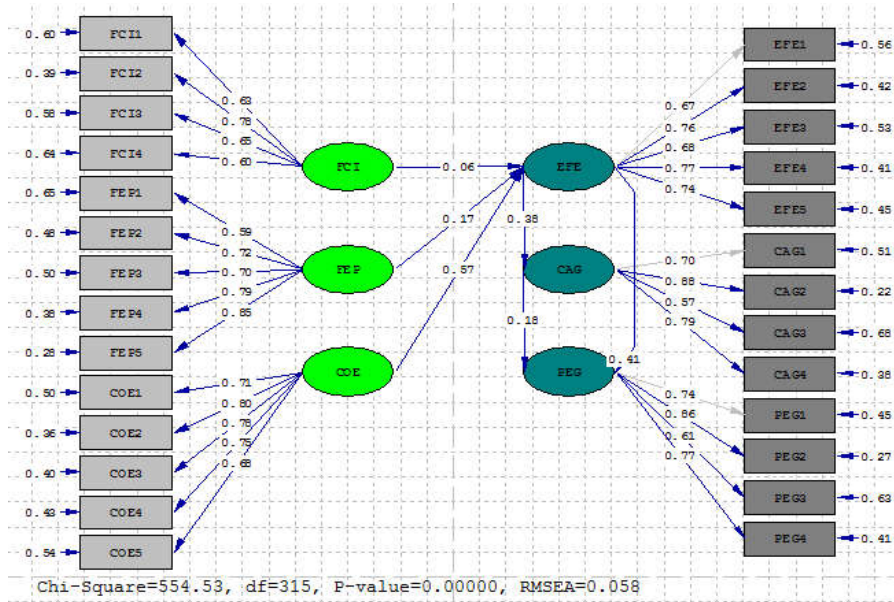 0.60 FCI1
0.39 FCI2
0.58 FCI3
0.64 FCI4
0.65 FEP1
0.48 FEP2
0.50 FEP3
0.38 FEP4
0.28 FEP5
0.50 COE1
0.36 COE2
0.40 COE3
0.43 COE4
0.54 COE5
0.63
0.78
0.65
0.60
0.59
0.72
0.70
0.79
0.85
0.71
0.80
0.78
0.75
0.68
FCI
FEP
COE
0.06
0.17
0.57
EFE
0.38
CAG
0.18
PEG
0.41
0.67
0.76
0.68
0.77
0.74
0.70
0.88
0.57
0.79
0.74
0.86
0.61
0.77
EFE1 0.56
EFE2 0.42
EFE3 0.53
EFE4 0.41
EFE5 0.45
CAG1 0.51
CAG2 0.22
CAG3 0.68
CAG4 0.38
PEG1 0.45
PEG2 0.27
PEG3 0.63
PEG4 0.41
Chi-Square=554.53, df=315, P-value=0.00000, RMSEA=0.058